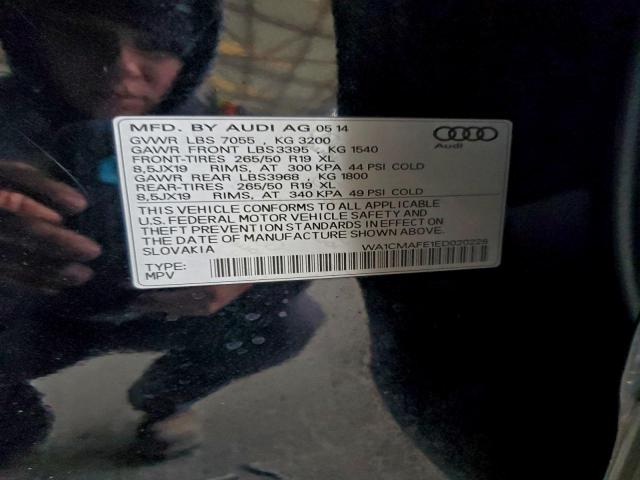 MFD. BY AUDI AG 05 14
GVWR LBS 7055 , KG 3200
GAWR FRONT LBS3395 , KG 1540
FRONT-TIRES 265/50 R19 XL
8,5JX19 RIMS, AT 300 KPA 44 PSI COLD
GAWR REAR LBS3968 , KG 1800
REAR-TIRES 265/50 R19 XL
8,5JX19 RIMS, AT 340 KPA 49 PSI COLD
Audi
THIS VEHICLE CONFORMS TO ALL APPLICABLE
U.S. FEDERAL MOTOR VEHICLE SAFETY AND
THEFT PREVENTION STANDARDS IN EFFECT ON
THE DATE OF MANUFACTURE SHOWN ABOVE.
SLOVAKIA WA1CMAFE1ED020226
TYPE:
MPV